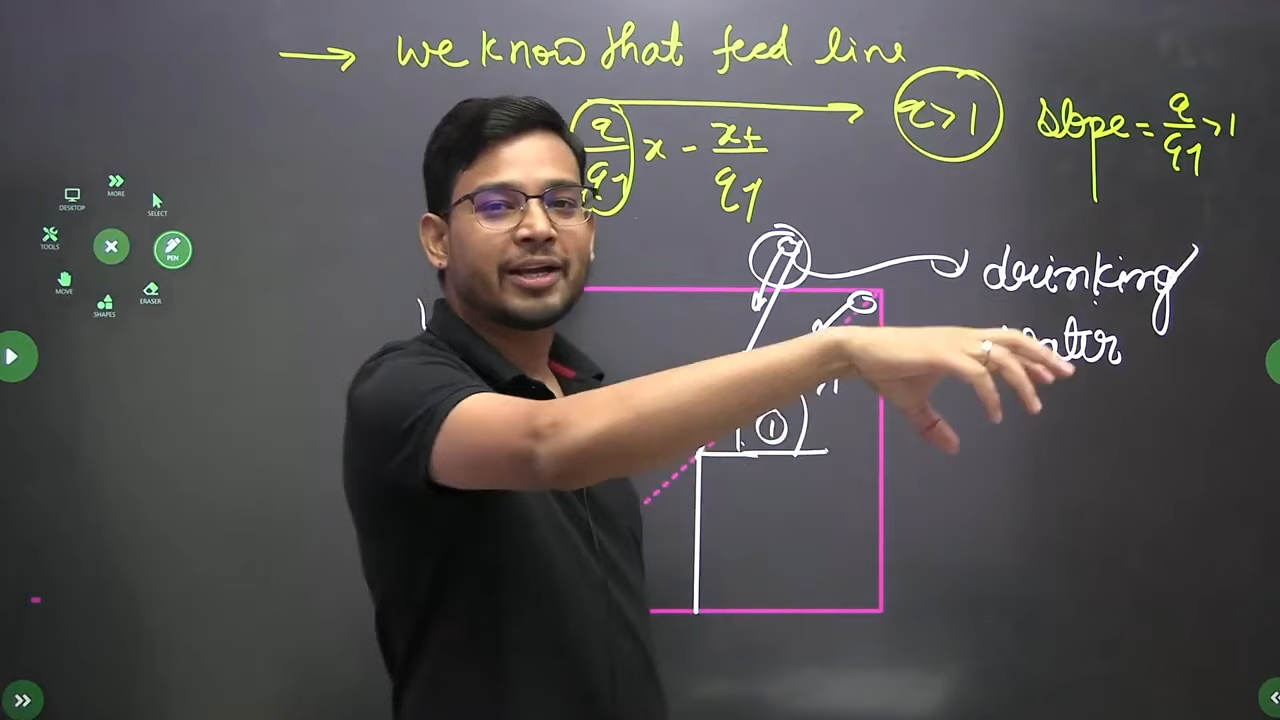 → we know that feed line
q/q-1 x - xf/q-1 → q>1 slope = q/q-1 >1
MORE
DESKTOP
SELECT
TOOLS
PEN
MOVE
ERASER
SHAPES
drinking
①